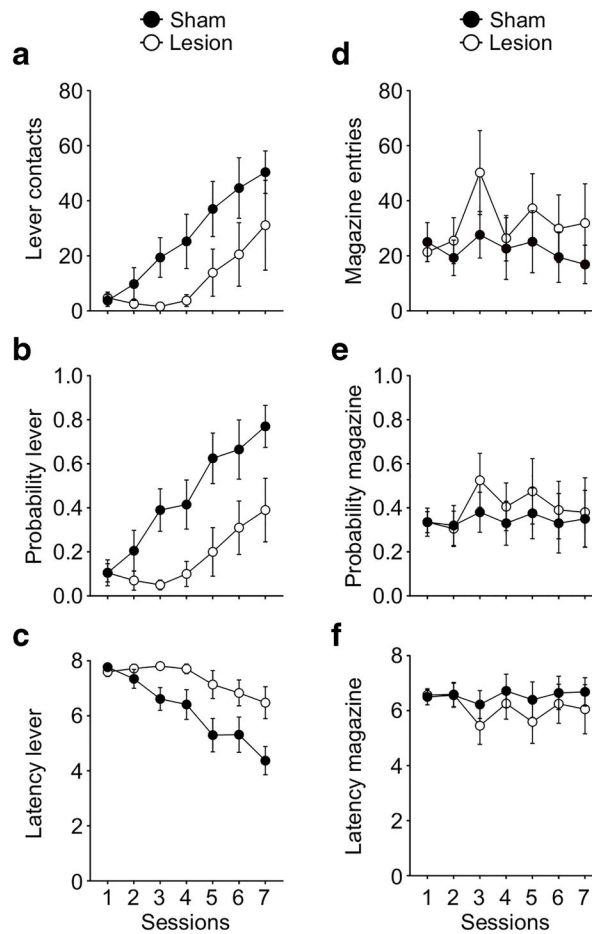 Sham
Lesion
a
Lever contacts
80
60
40
20
0
b
Probability lever
1.0
0.8
0.6
0.4
0.2
0.0
c
Latency lever
8
6
4
2
0
1 2 3 4 5 6 7
Sessions
Sham
Lesion
d
Magazine entries
80
60
40
20
0
e
Probability magazine
1.0
0.8
0.6
0.4
0.2
0.0
f
Latency magazine
8
6
4
2
0
1 2 3 4 5 6 7
Sessions